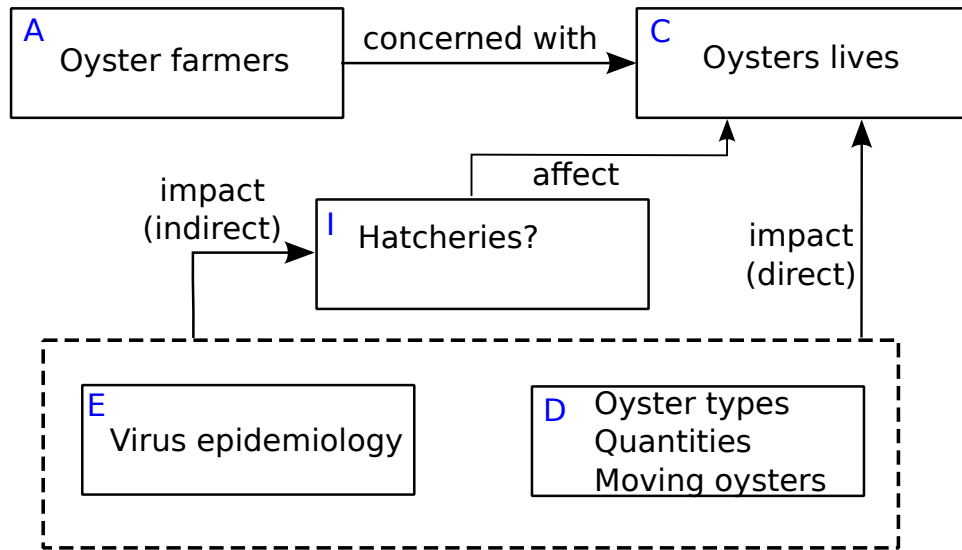 A
Oyster farmers
concerned with
C
Oysters lives
impact
(indirect)
affect
I
Hatcheries?
impact
(direct)
E
Virus epidemiology
D
Oyster types
Quantities
Moving oysters